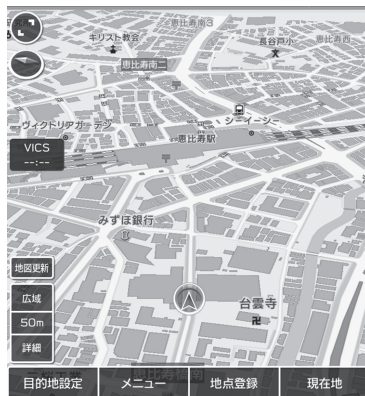 恵比寿南3
キリスト教会
長谷戸小
恵比寿西
恵比寿南二
ヴィクトリアガーデン
シーイーシー
恵比寿駅
VICS
--:--
みずほ銀行
地図更新
広域
50m
詳細
台雲寺
目的地設定
メニュー
地点登録
現在地